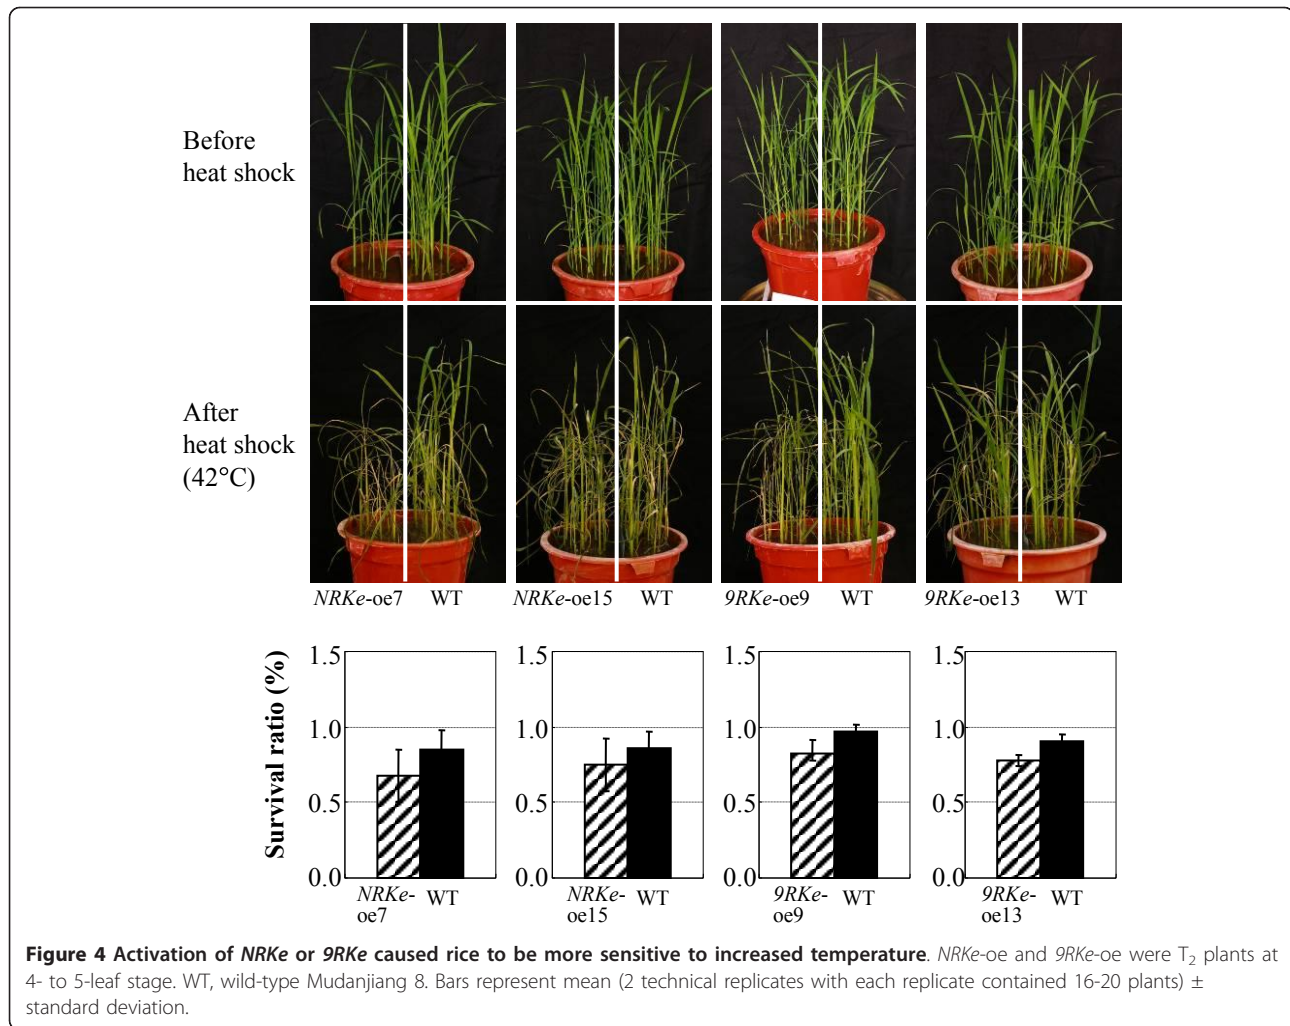 Before
heat shock
After
heat shock
(42°C)
NRKe-oe7 WT NRKe-oe15 WT 9RKe-oe9 WT 9RKe-oe13 WT
Survival ratio (%)
1.5 1.5 1.5 1.5
1.0 1.0 1.0 1.0
0.5 0.5 0.5 0.5
0.0 0.0 0.0 0.0
NRKe- WT NRKe- WT 9RKe- WT 9RKe- WT
oe7 oe15 oe9 oe13
Figure 4 Activation of NRKe or 9RKe caused rice to be more sensitive to increased temperature. NRKe-oe and 9RKe-oe were T2 plants at
4- to 5-leaf stage. WT, wild-type Mudanjiang 8. Bars represent mean (2 technical replicates with each replicate contained 16-20 plants) ±
standard deviation.